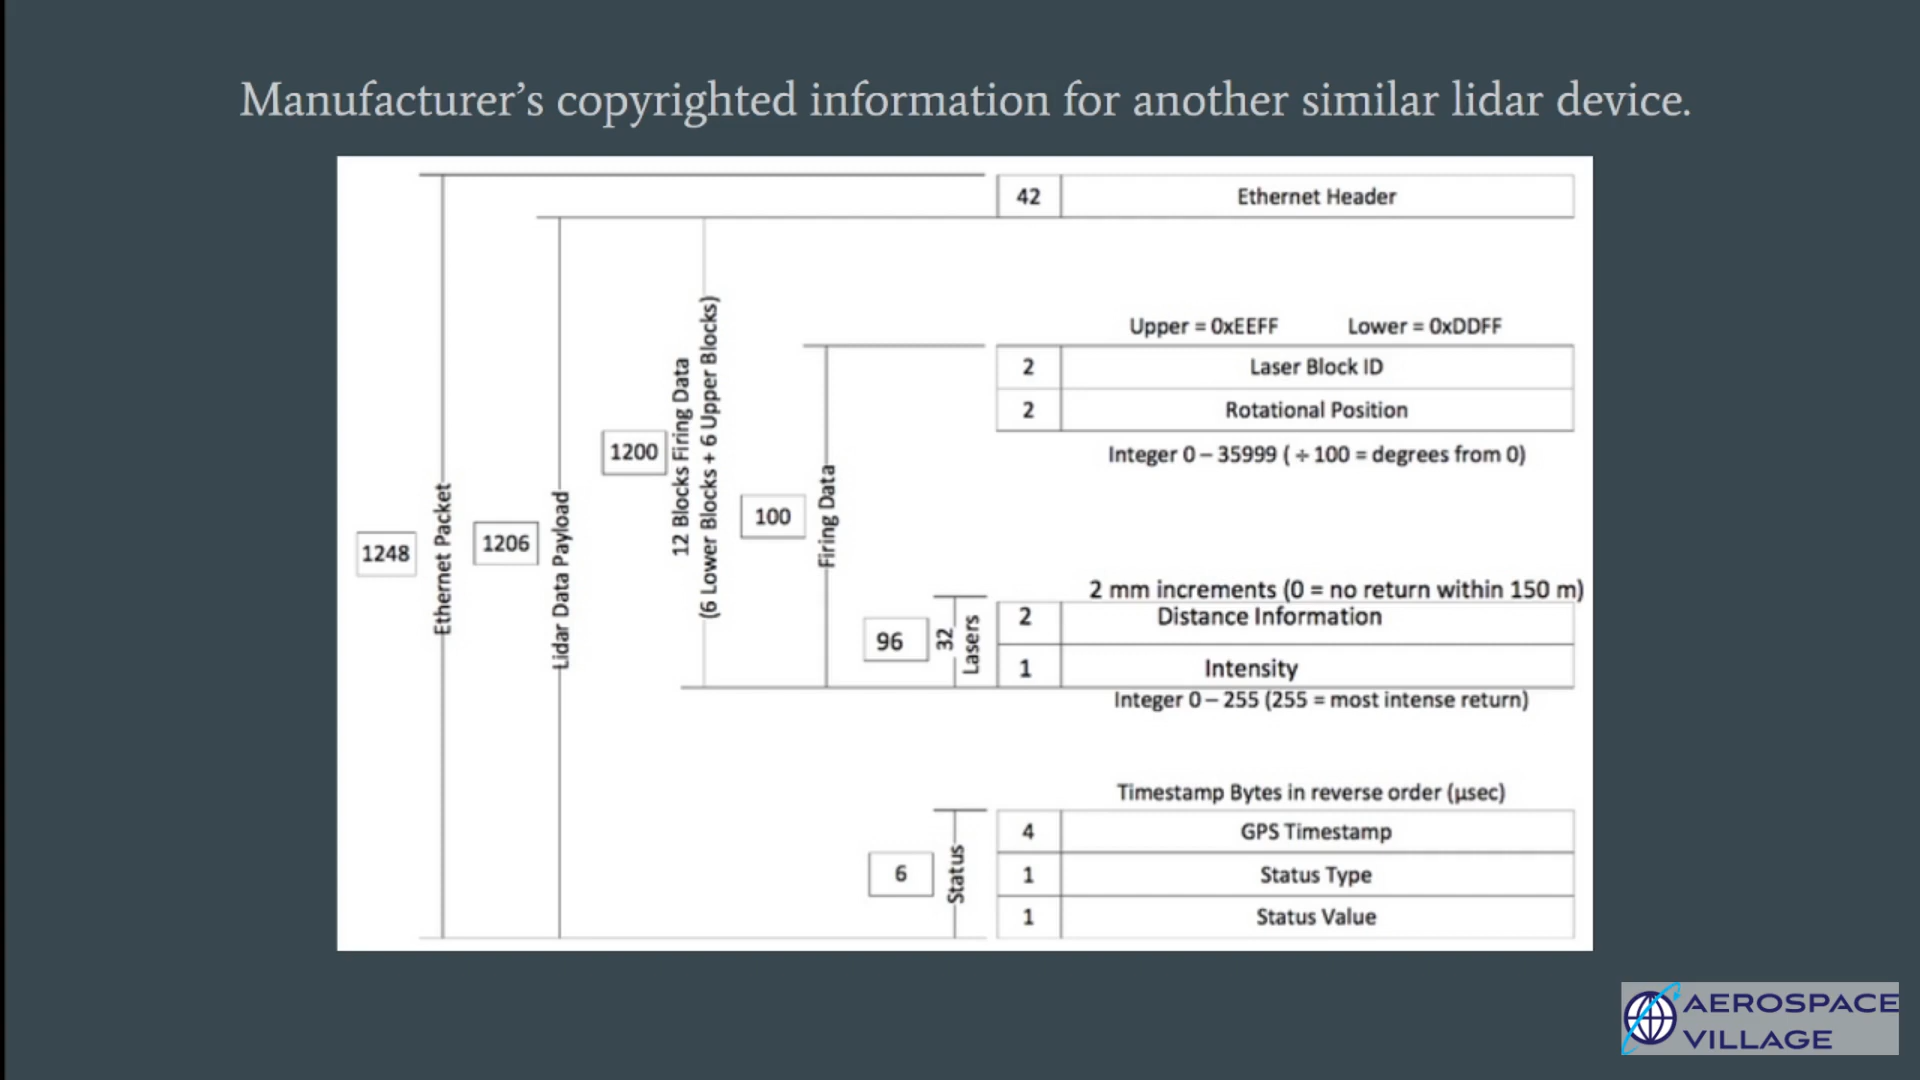 Manufacturer’s copyrighted information for another similar lidar device.
42 Ethernet Header
Upper = 0xEEFF Lower = 0xDDFF
2 Laser Block ID
2 Rotational Position
Integer 0 – 35999 ( ÷ 100 = degrees from 0)
1248
Ethernet Packet
1206
Lidar Data Payload
1200
12 Blocks Firing Data
(6 Lower Blocks + 6 Upper Blocks)
100
Firing Data
2 mm increments (0 = no return within 150 m)
96
32
Lasers
2 Distance Information
1 Intensity
Integer 0 – 255 (255 = most intense return)
Timestamp Bytes in reverse order (µsec)
6
Status
4 GPS Timestamp
1 Status Type
1 Status Value
AEROSPACE
VILLAGE